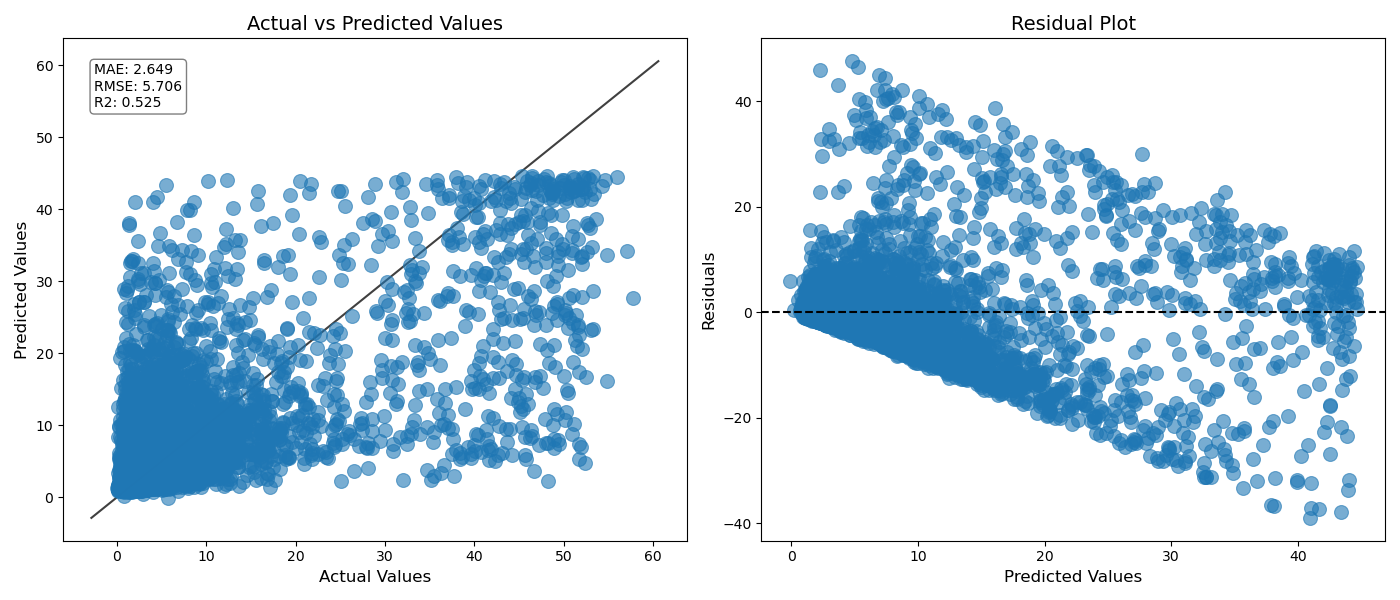 Actual vs Predicted Values
MAE: 2.649
RMSE: 5.706
R2: 0.525
Predicted Values
60
50
40
30
20
10
0
0 10 20 30 40 50 60
Actual Values
Residual Plot
Residuals
40
20
0
−20
−40
0 10 20 30 40
Predicted Values